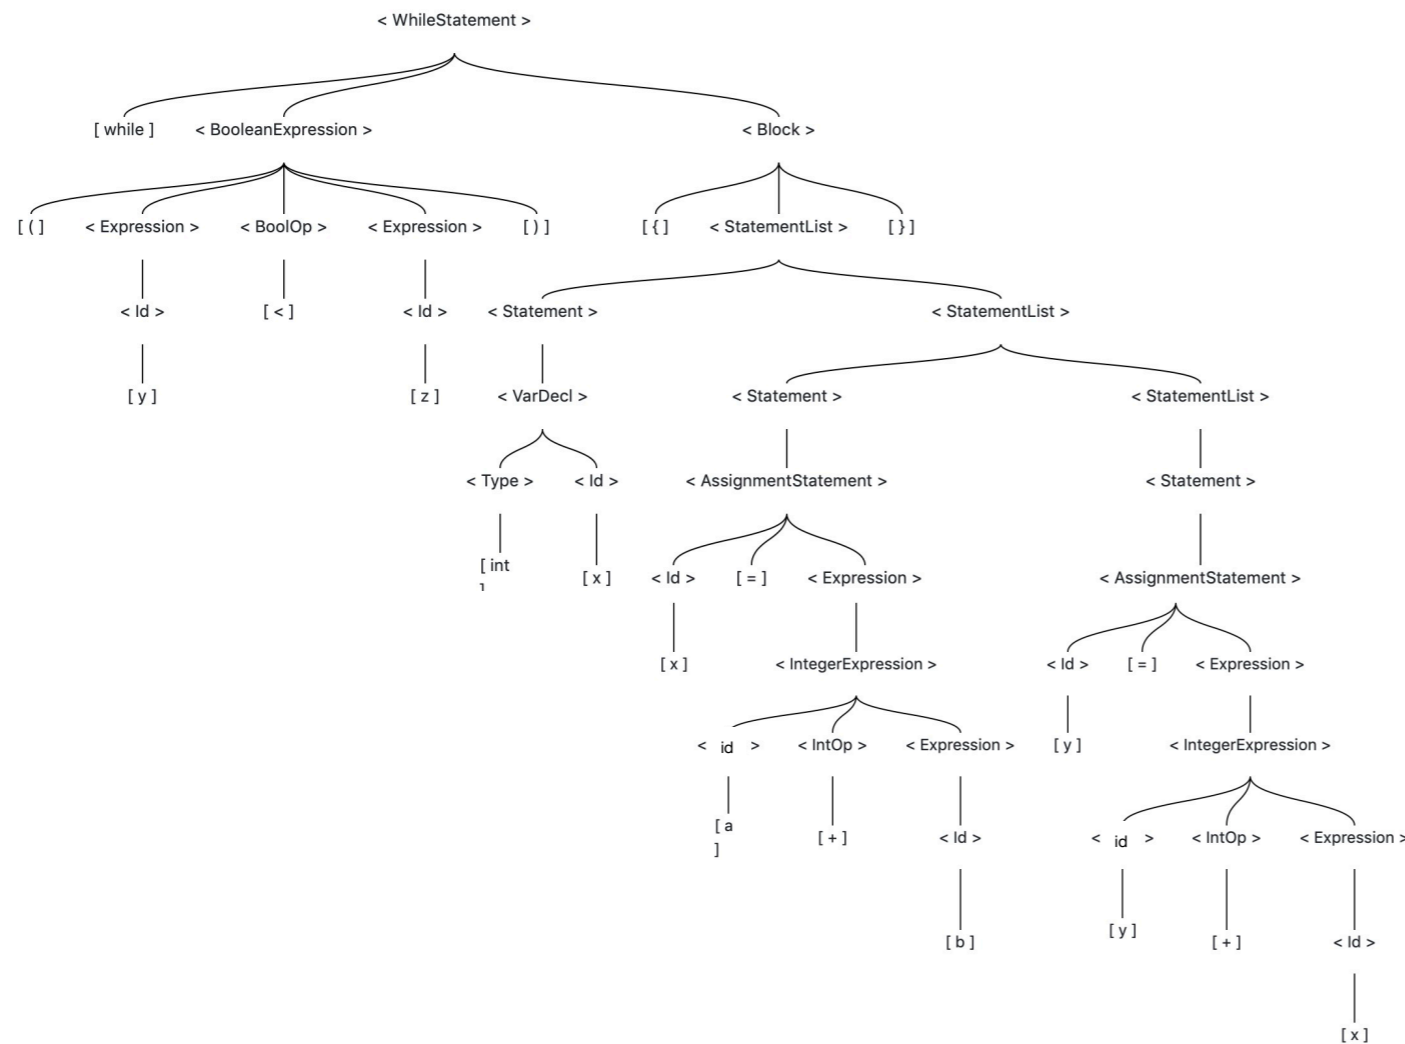 < WhileStatement >
[ while ] < BooleanExpression > < Block >
[ ( ] < Expression > < BoolOp > < Expression > [ ) ] [ { ] < StatementList > [ } ]
< Id > [ < ] < Id > < Statement > < StatementList >
[ y ] [ z ] < VarDecl > < Statement > < StatementList >
< Type > < Id > < AssignmentStatement > < Statement >
[ int
]
[ x ] < Id > [ = ] < Expression > < AssignmentStatement >
[ x ] < IntegerExpression > < Id > [ = ] < Expression >
< id > < IntOp > < Expression > [ y ] < IntegerExpression >
[ a
]
[ + ] < Id > < id > < IntOp > < Expression >
[ b ] [ y ] [ + ] < Id >
[ x ]